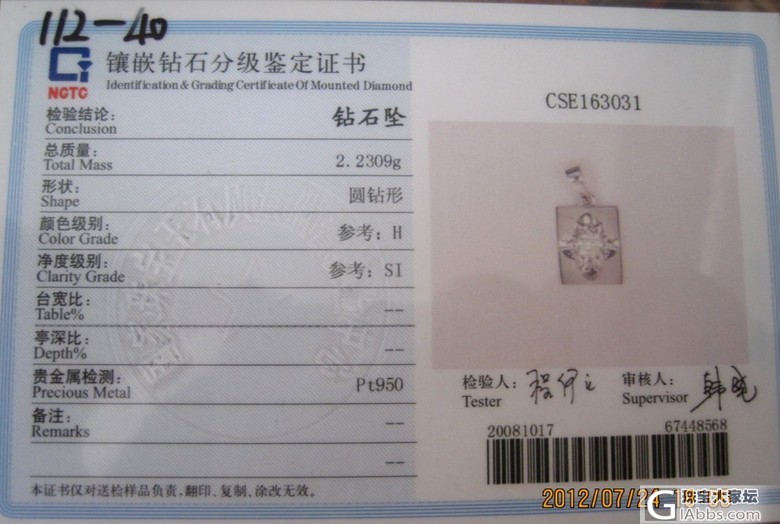 112-40
NGTC
镶嵌钻石分级鉴定证书
Identification & Grading Certificate Of Mounted Diamond
检验结论: 钻石坠
Conclusion
总质量: 2.2309g
Total Mass
形状: 圆钻形
Shape
颜色级别: 参考: H
Color Grade
净度级别: 参考: SI
Clarity Grade
台宽比: --
Table%
亭深比: --
Depth%
贵金属检测: Pt950
Precious Metal
备注: --
Remarks
--
本证书仅对送检样品负责,翻印、复制、涂改无效。
CSE163031
检验人:
Tester
审核人:
Supervisor
20081017 67448568
2012/07/24
珠宝大家坛
GIabbs.com